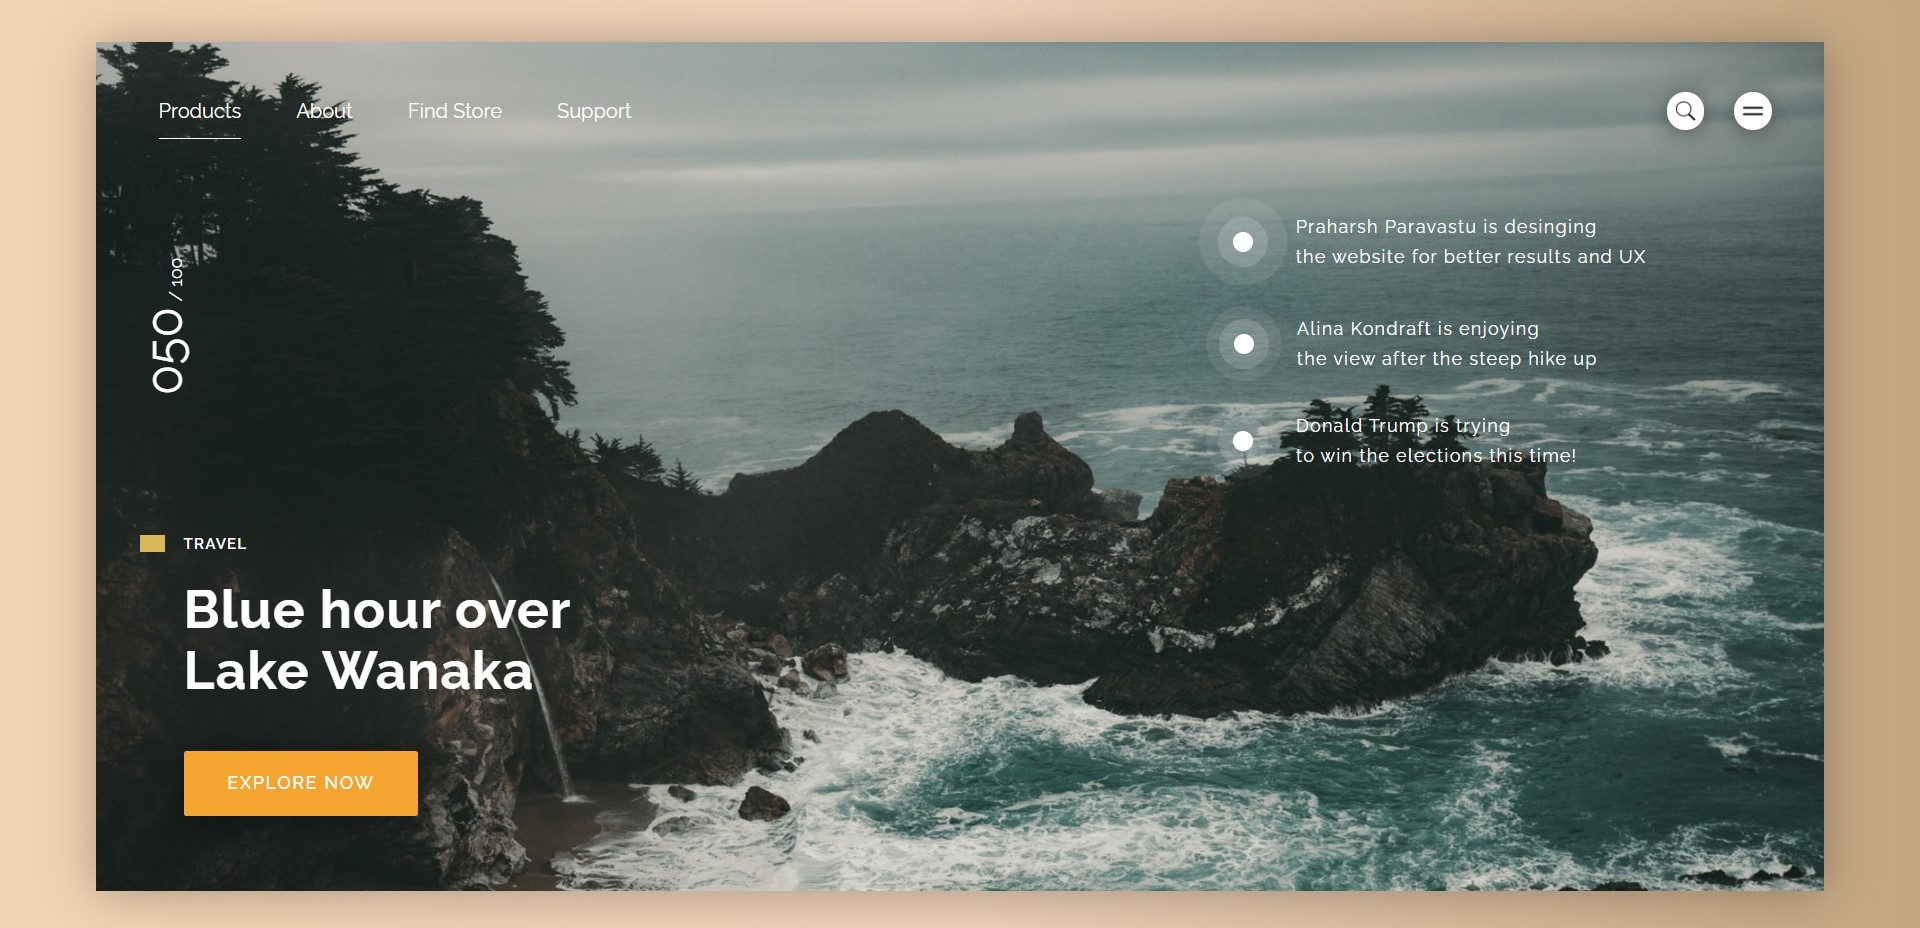 Products About Find Store Support
050 / 100
Praharsh Paravastu is desinging
the website for better results and UX
Alina Kondraft is enjoying
the view after the steep hike up
Donald Trump is trying
to win the elections this time!
TRAVEL
Blue hour over
Lake Wanaka
EXPLORE NOW